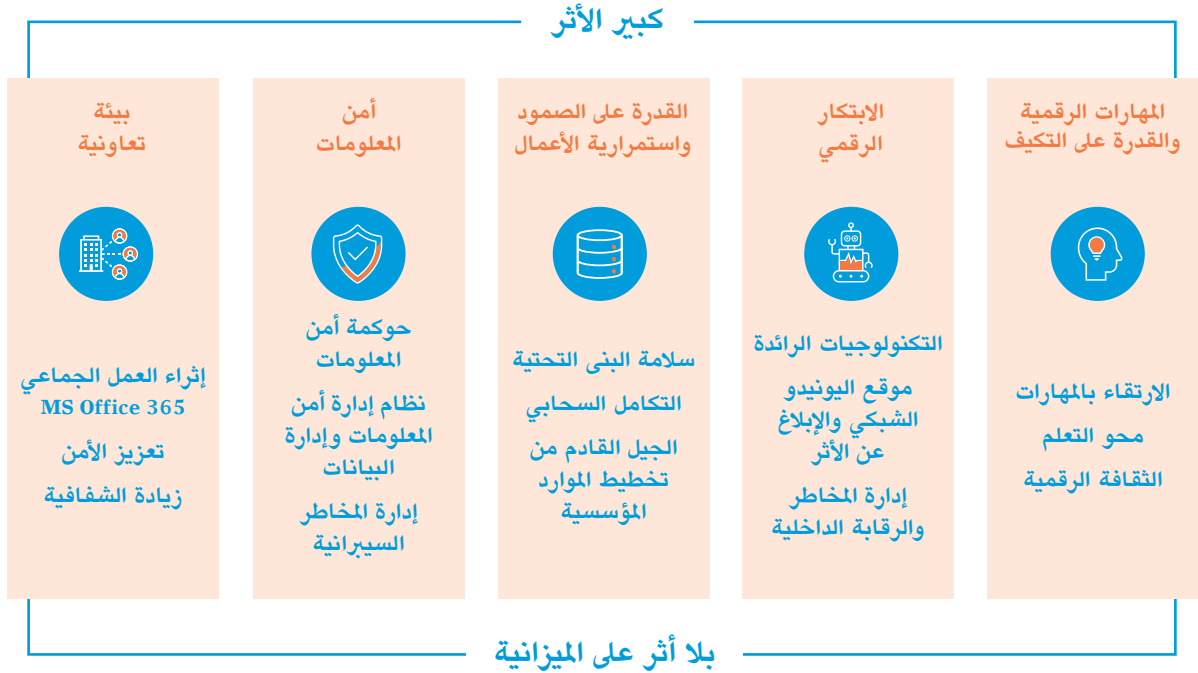 كبير الأثر
المهارات الرقمية
والقدرة على التكيف
الارتقاء بالمهارات
محو التعلم
الثقافة الرقمية
الابتكار
الرقمي
التكنولوجيات الرائدة
موقع اليونيدو
الشبكي والإبلاغ
عن الأثر
إدارة المخاطر
والرقابة الداخلية
القدرة على الصمود
واستمرارية الأعمال
سلامة البنى التحتية
التكامل السحابي
الجيل القادم من
تخطيط الموارد
المؤسسية
أمن
المعلومات
حوكمة أمن
المعلومات
نظام إدارة أمن
المعلومات وإدارة
البيانات
إدارة المخاطر
السيبرانية
بيئة
تعاونية
إثراء العمل الجماعي
MS Office 365
تعزيز الأمن
زيادة الشفافية
بلا أثر على الميزانية